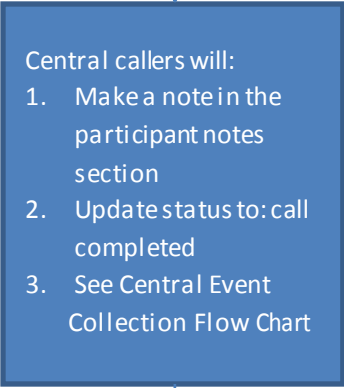 Central callers will:
1. Make a note in the
participant notes
section
2. Update status to: call
completed
3. See Central Event
Collection Flow Chart